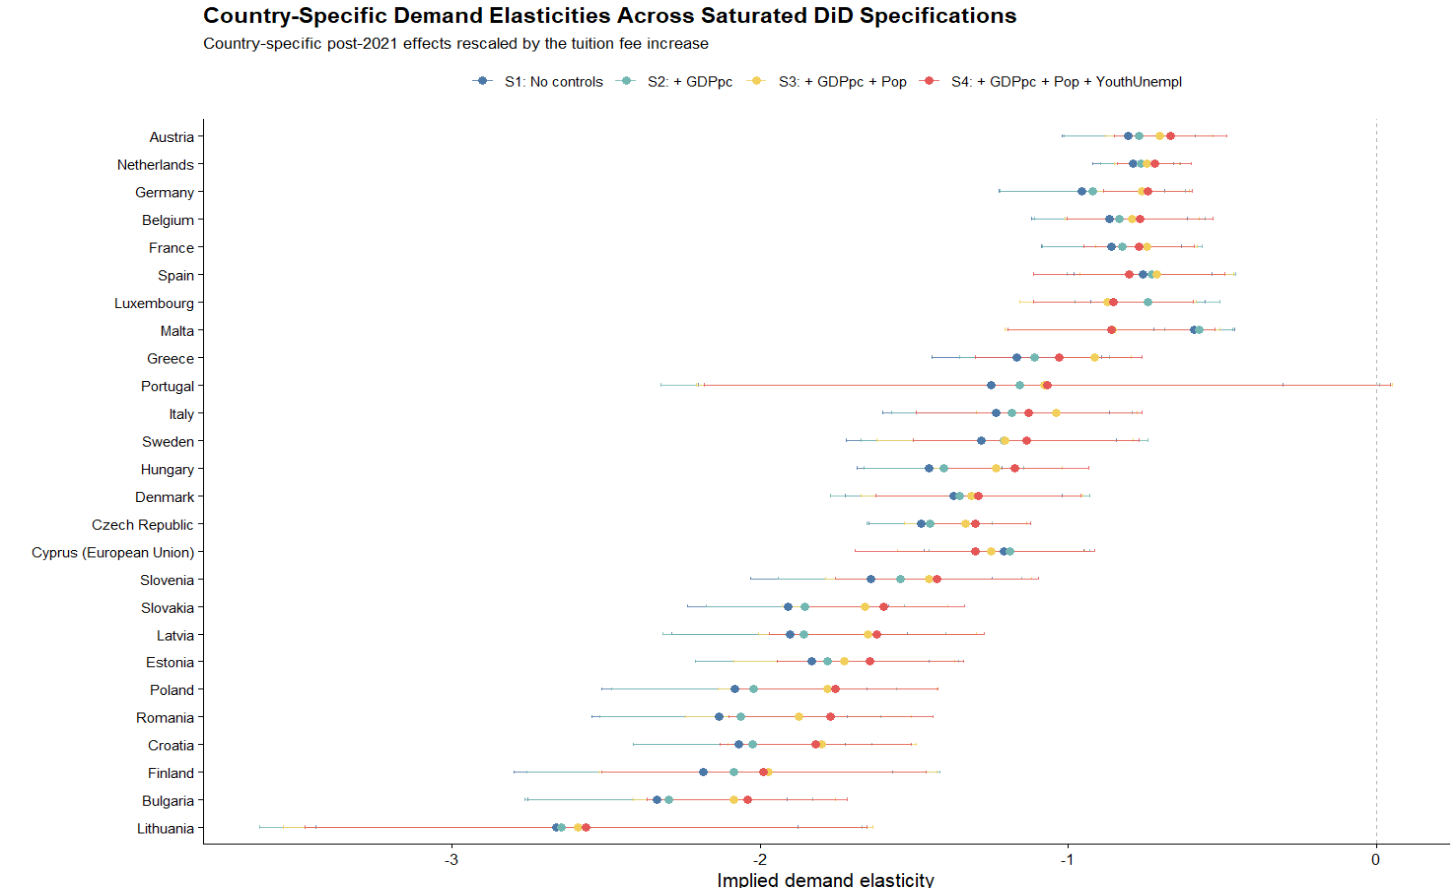 Country-Specific Demand Elasticities Across Saturated DiD Specifications
Country-specific post-2021 effects rescaled by the tuition fee increase
S1: No controls S2: + GDPpc S3: + GDPpc + Pop S4: + GDPpc + Pop + YouthUnempl
Austria
Netherlands
Germany
Belgium
France
Spain
Luxembourg
Malta
Greece
Portugal
Italy
Sweden
Hungary
Denmark
Czech Republic
Cyprus (European Union)
Slovenia
Slovakia
Latvia
Estonia
Poland
Romania
Croatia
Finland
Bulgaria
Lithuania
-3 -2 -1 0
Implied demand elasticity